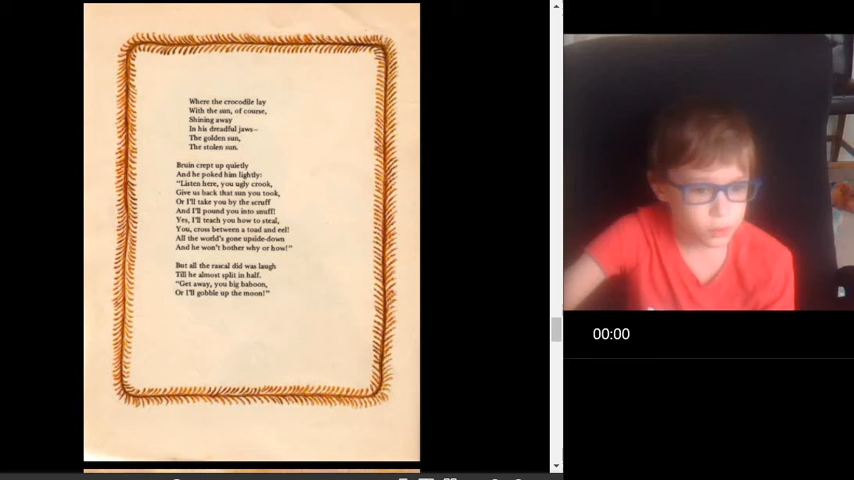 Where the crocodile lay
With the sun, of course,
Shining away
In his dreadful jaws—
The golden sun,
The stolen sun.
Bruin crept up quietly
And he poked him lightly:
"Listen here, you ugly crook,
Give us back that sun you took,
Or I'll take you by the scruff
And I'll pound you into snuff!
Yes, I'll teach you how to steal,
You, cross between a toad and eel!
All the world's gone upside-down
And he won't bother why or how!"
But all the rascal did was laugh
Till he almost split in half.
"Get away, you big baboon,
Or I'll gobble up the moon!"
00:00